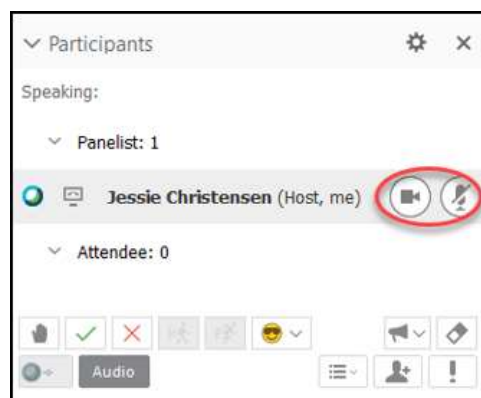 Participants
Speaking:
Panelist: 1
Jessie Christensen (Host, me)
Attendee: 0
Audio